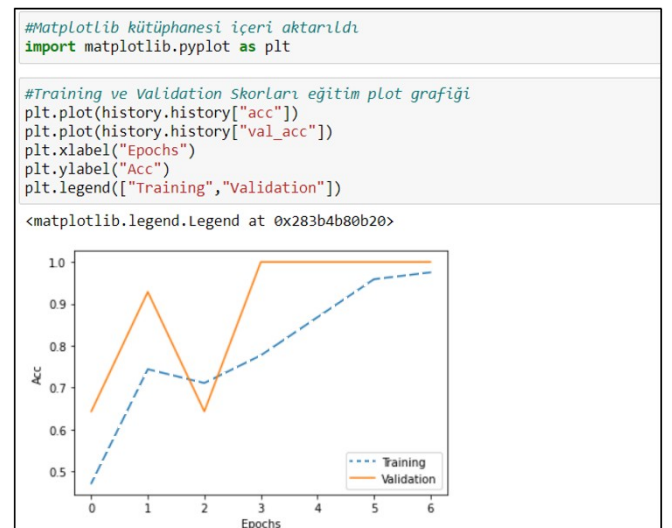 #Matplotlib kütüphanesi içeri aktarıldı
import matplotlib.pyplot as plt
#Training ve Validation Skorları eğitim plot grafiği
plt.plot(history.history["acc"])
plt.plot(history.history["val_acc"])
plt.xlabel("Epochs")
plt.ylabel("Acc")
plt.legend(["Training","Validation"])
<matplotlib.legend.Legend at 0x283b4b80b20>
1.0
0.9
0.8
0.7
0.6
0.5
Acc
Training
Validation
0 1 2 3 4 5 6
Epochs